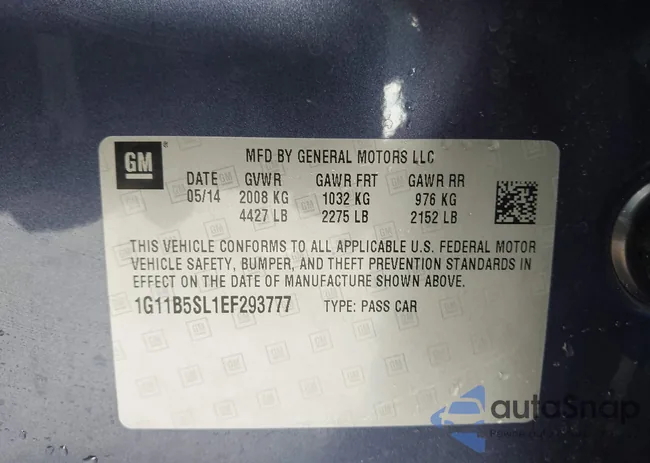 GM
MFD BY GENERAL MOTORS LLC
DATE GVWR GAWR FRT GAWR RR
05/14 2008 KG 1032 KG 976 KG
4427 LB 2275 LB 2152 LB
THIS VEHICLE CONFORMS TO ALL APPLICABLE U.S. FEDERAL MOTOR
VEHICLE SAFETY, BUMPER, AND THEFT PREVENTION STANDARDS IN
EFFECT ON THE DATE OF MANUFACTURE SHOWN ABOVE.
1G11B5SL1EF293777 TYPE: PASS CAR
autoSnap